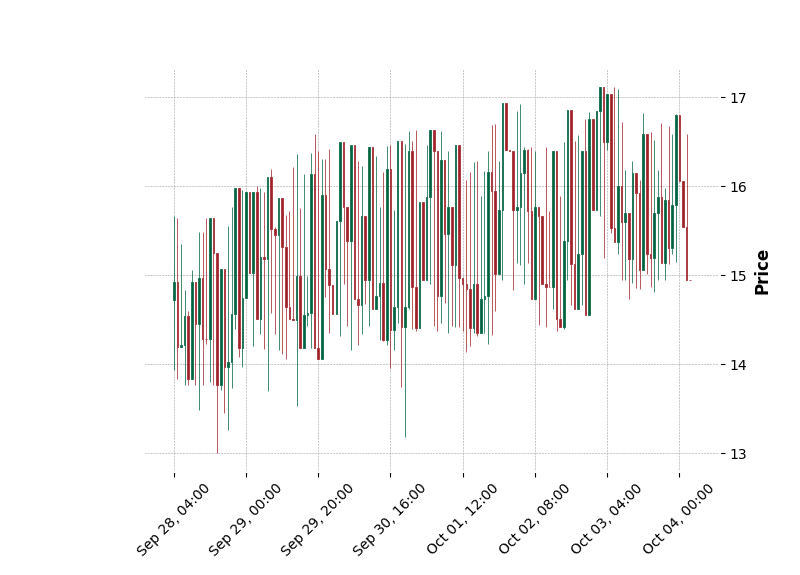 17
16
15
14
13
Price
Sep 28, 04:00
Sep 29, 00:00
Sep 29, 20:00
Sep 30, 16:00
Oct 01, 12:00
Oct 02, 08:00
Oct 03, 04:00
Oct 04, 00:00